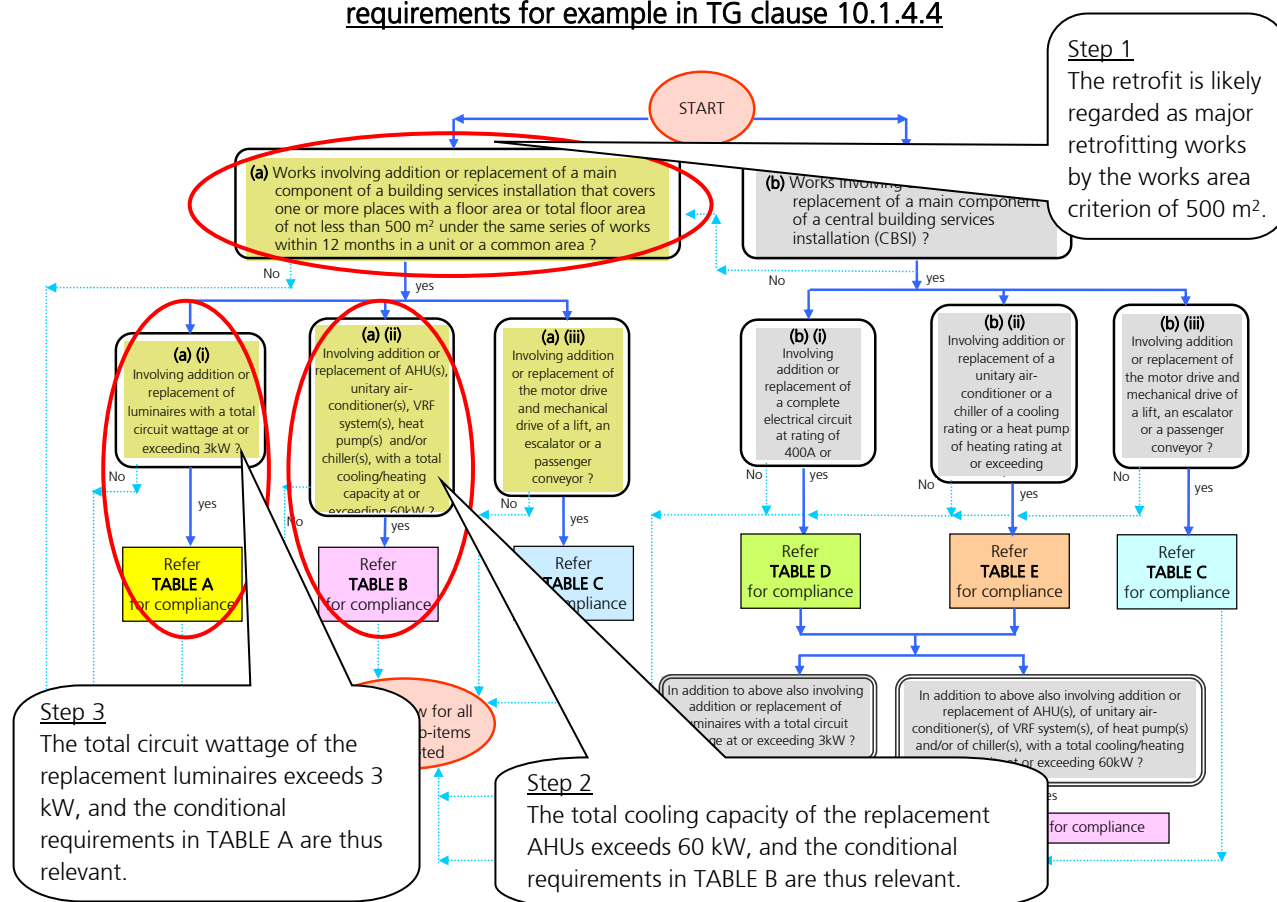 requirements for example in TG clause 10.1.4.4
START
Step 1
The retrofit is likely
regarded as major
retrofitting works
by the works area
criterion of 500 m².
(a) Works involving addition or replacement of a main
component of a building services installation that covers
one or more places with a floor area or total floor area
of not less than 500 m² under the same series of works
within 12 months in a unit or a common area ?
(b) Works involving
replacement of a main component
of a central building services
installation (CBSI) ?
No
yes
No
yes
(a) (i)
Involving addition or
replacement of
luminaires with a total
circuit wattage at or
exceeding 3kW ?
No
yes
Refer
TABLE A
for compliance
(a) (ii)
Involving addition or
replacement of AHU(s),
unitary air-
conditioner(s), VRF
system(s), heat
pump(s) and/or
chiller(s), with a total
cooling/heating
capacity at or
exceeding 60kW ?
No
yes
Refer
TABLE B
for compliance
(a) (iii)
Involving addition
or replacement of
the motor drive
and mechanical
drive of a lift, an
escalator or a
passenger
conveyor ?
No
yes
Refer
TABLE C
compliance
(b) (i)
Involving
addition or
replacement of
a complete
electrical circuit
at rating of
400A or
No
yes
Refer
TABLE D
for compliance
(b) (ii)
Involving addition or
replacement of a
unitary air-
conditioner or a
chiller of a cooling
rating or a heat pump
of heating rating at
or exceeding
No
yes
Refer
TABLE E
for compliance
(b) (iii)
Involving addition
or replacement of
the motor drive and
mechanical drive of
a lift, an escalator
or a passenger
conveyor ?
No
yes
Refer
TABLE C
for compliance
In addition to above also involving
addition or replacement of
luminaires with a total circuit
at or exceeding 3kW ?
In addition to above also involving addition or
replacement of AHU(s), of unitary air-
conditioner(s), of VRF system(s), of heat pump(s)
and/or of chiller(s), with a total cooling/heating
at or exceeding 60kW ?
for compliance
for all
Step 3
The total circuit wattage of the
replacement luminaires exceeds 3
kW, and the conditional
requirements in TABLE A are thus
relevant.
Step 2
The total cooling capacity of the replacement
AHUs exceeds 60 kW, and the conditional
requirements in TABLE B are thus relevant.